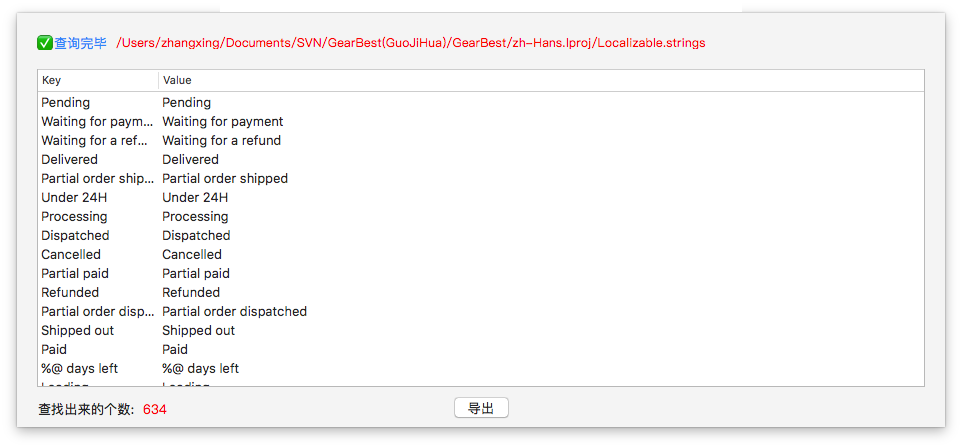 查询完毕 /Users/zhangxing/Documents/SVN/GearBest(GuoJiHua)/GearBest/zh-Hans.lproj/Localizable.strings
Key Value
Pending Pending
Waiting for paym... Waiting for payment
Waiting for a ref... Waiting for a refund
Delivered Delivered
Partial order ship... Partial order shipped
Under 24H Under 24H
Processing Processing
Dispatched Dispatched
Cancelled Cancelled
Partial paid Partial paid
Refunded Refunded
Partial order disp... Partial order dispatched
Shipped out Shipped out
Paid Paid
%@ days left %@ days left
Loading Loading
查找出来的个数: 634 导出